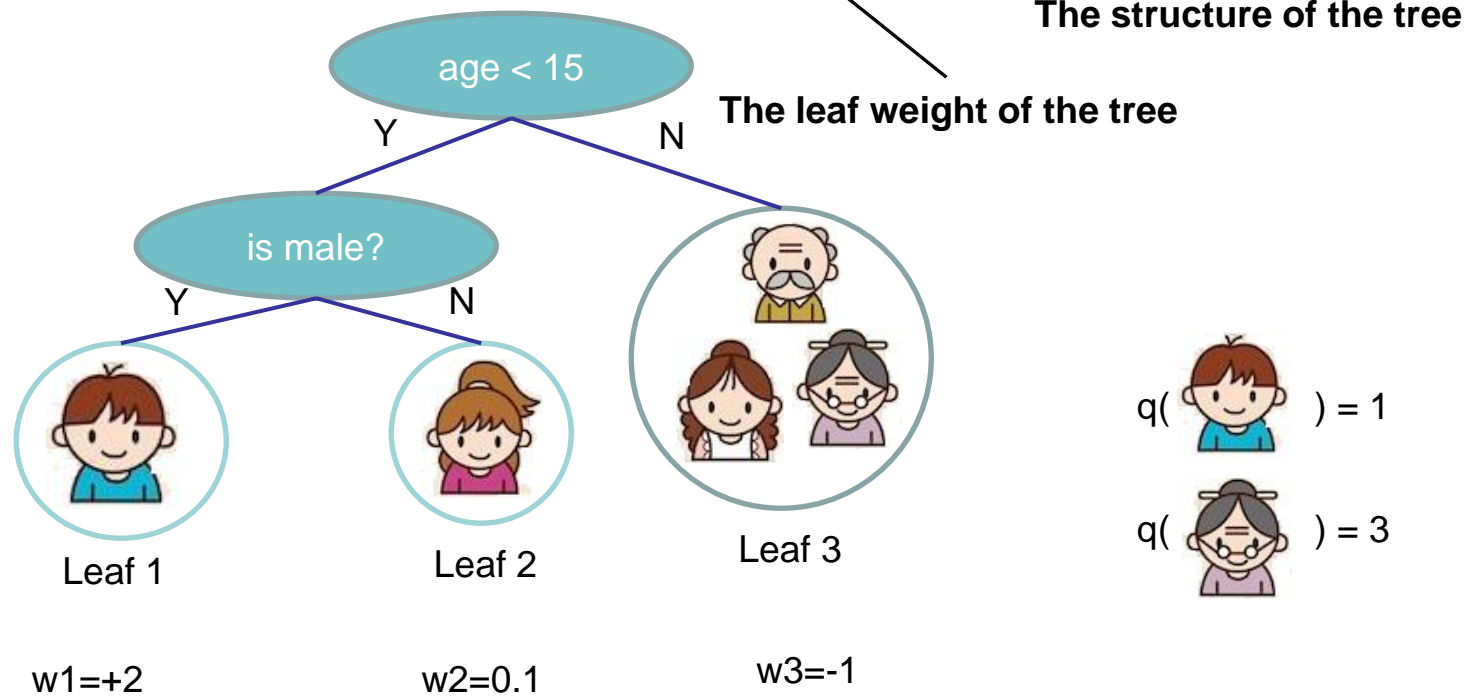 The structure of the tree
age < 15
The leaf weight of the tree
Y
N
is male?
Y
N
q( ) = 1
q( ) = 3
Leaf 1
Leaf 2
Leaf 3
w1=+2
w2=0.1
w3=-1